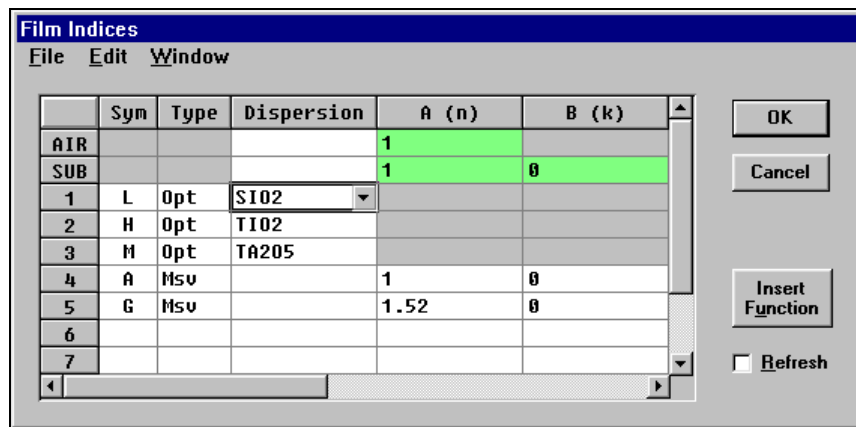 Film Indices
File Edit Window
Sym Type Dispersion A (n) B (k)
AIR 1
SUB 1 0
1 L Opt SIO2
2 H Opt TIO2
3 M Opt TA2O5
4 A Msv 1 0
5 G Msv 1.52 0
6
7
OK
Cancel
Insert
Function
Refresh